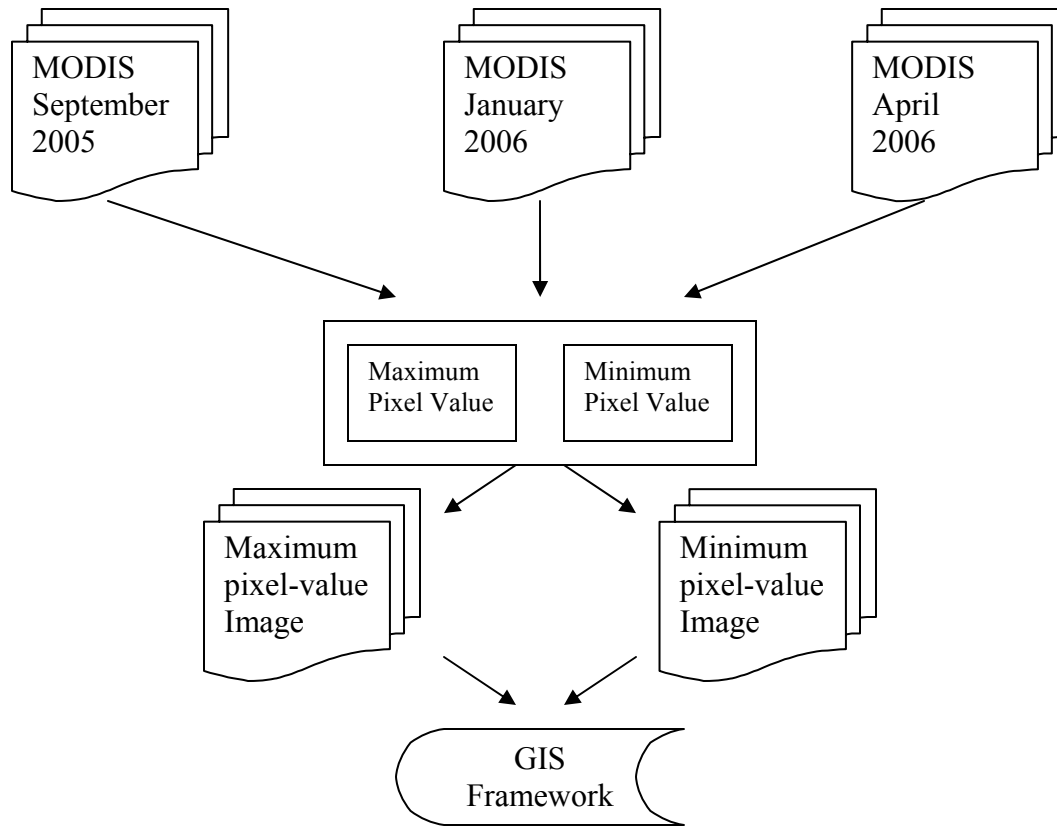 MODIS
September
2005
MODIS
January
2006
MODIS
April
2006
Maximum
Pixel Value
Minimum
Pixel Value
Maximum
pixel-value
Image
Minimum
pixel-value
Image
GIS
Framework